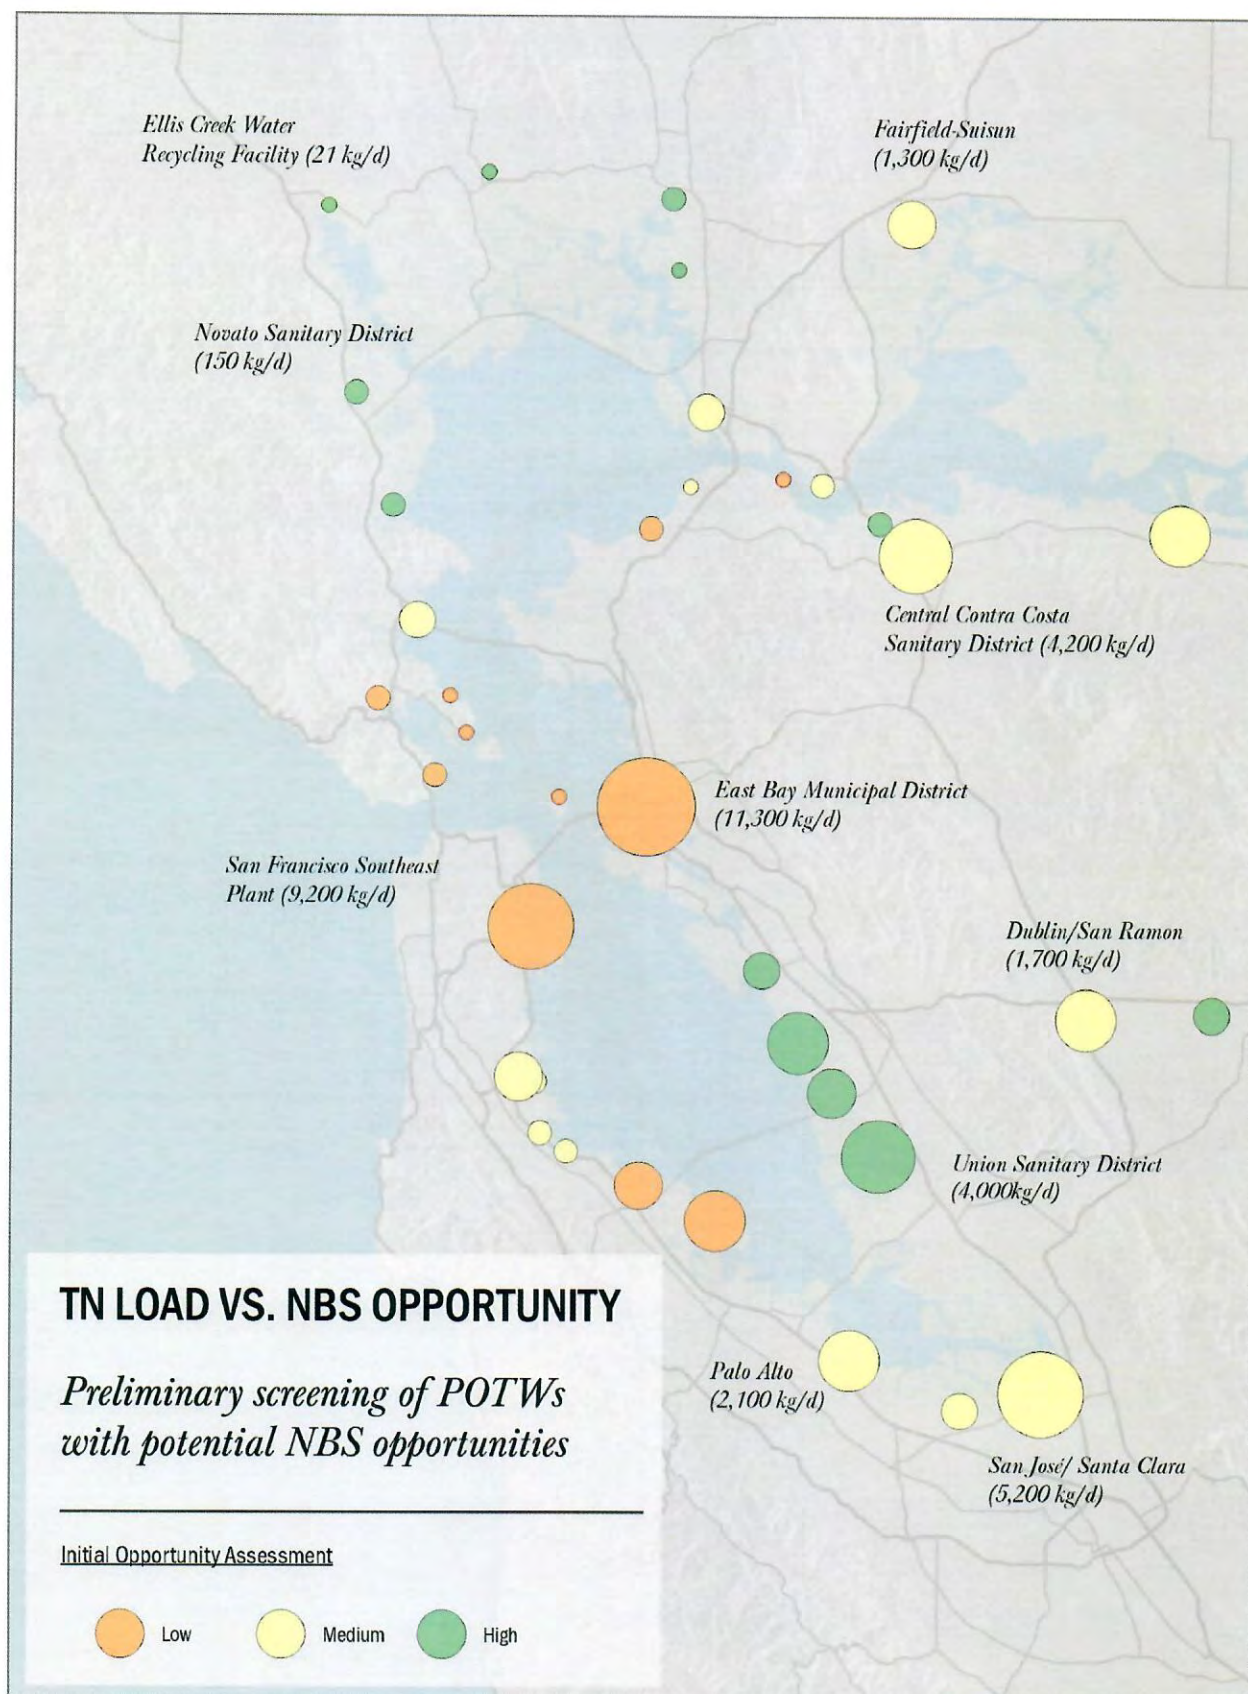 Ellis Creek Water
Recycling Facility (21 kg/d)
Fairfield-Suisun
(1,300 kg/d)
Novato Sanitary District
(150 kg/d)
Central Contra Costa
Sanitary District (4,200 kg/d)
East Bay Municipal District
(11,300 kg/d)
San Francisco Southeast
Plant (9,200 kg/d)
Dublin/San Ramon
(1,700 kg/d)
Union Sanitary District
(4,000kg/d)
Palo Alto
(2,100 kg/d)
San José/ Santa Clara
(5,200 kg/d)
TN LOAD VS. NBS OPPORTUNITY
Preliminary screening of POTWs
with potential NBS opportunities
Initial Opportunity Assessment
Low
Medium
High